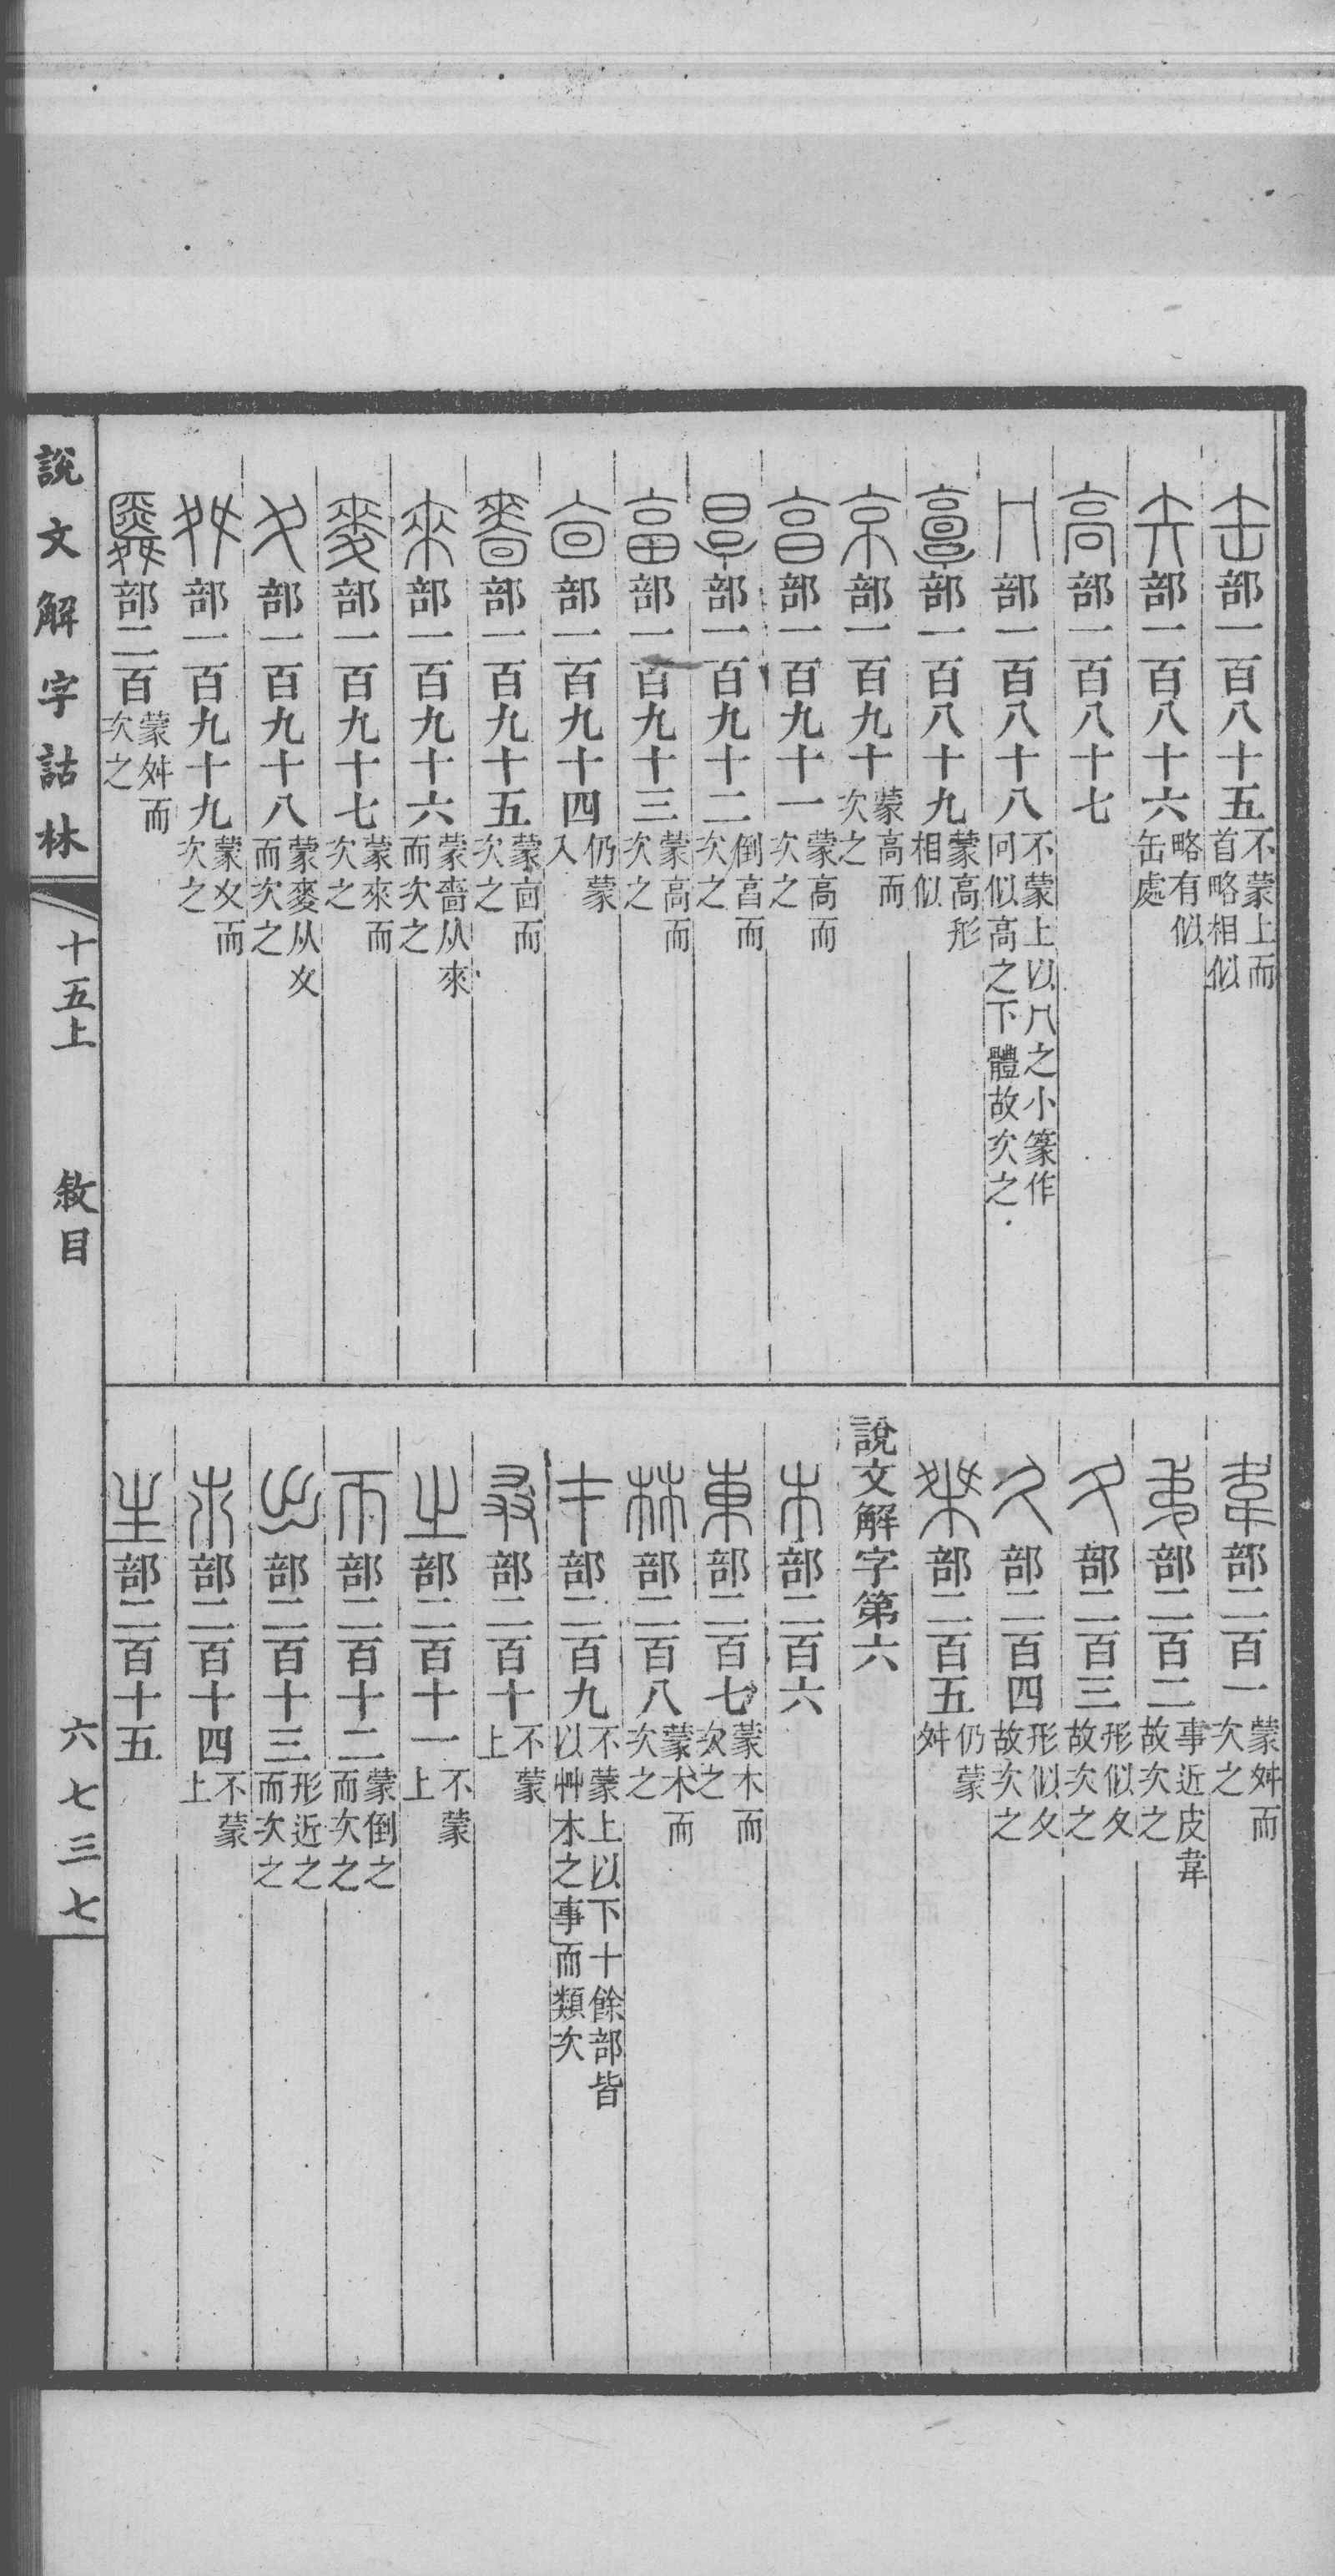 缶部一百八十五不蒙上而首略相似
矢部一百八十六略有似缶處
高部一百八十七
冂部一百八十八不蒙上以冂之小篆作冋似高之下體故次之
𩫏部一百八十九蒙高形相似
京部一百九十蒙高而次之
亯部一百九十一蒙高而次之
㫗部一百九十二倒亯而次之
畗部一百九十三蒙高而次之
㐭部一百九十四仍蒙入
嗇部一百九十五蒙㐭而次之
來部一百九十六蒙嗇从來而次之
麥部一百九十七蒙來而次之
夊部一百九十八蒙麥从夊而次之
舛部一百九十九蒙夊而次之
䑞部二百蒙舛而次之
韋部二百一蒙舛而次之
弟部二百二事近皮韋故次之
夂部二百三形似夊故次之
久部二百四形似夂故次之
桀部二百五仍蒙舛
說文解字第六
木部二百六
東部二百七蒙木而次之
林部二百八蒙木而次之
才部二百九不蒙上以下十餘部皆以艸木之事而類次
叒部二百十不蒙上
之部二百十一不蒙上
帀部二百十二蒙倒之而次之
出部二百十三形近之而次之
𣎵部二百十四不蒙上
生部二百十五
說文解字詁林 十五上 敘目 六七三七